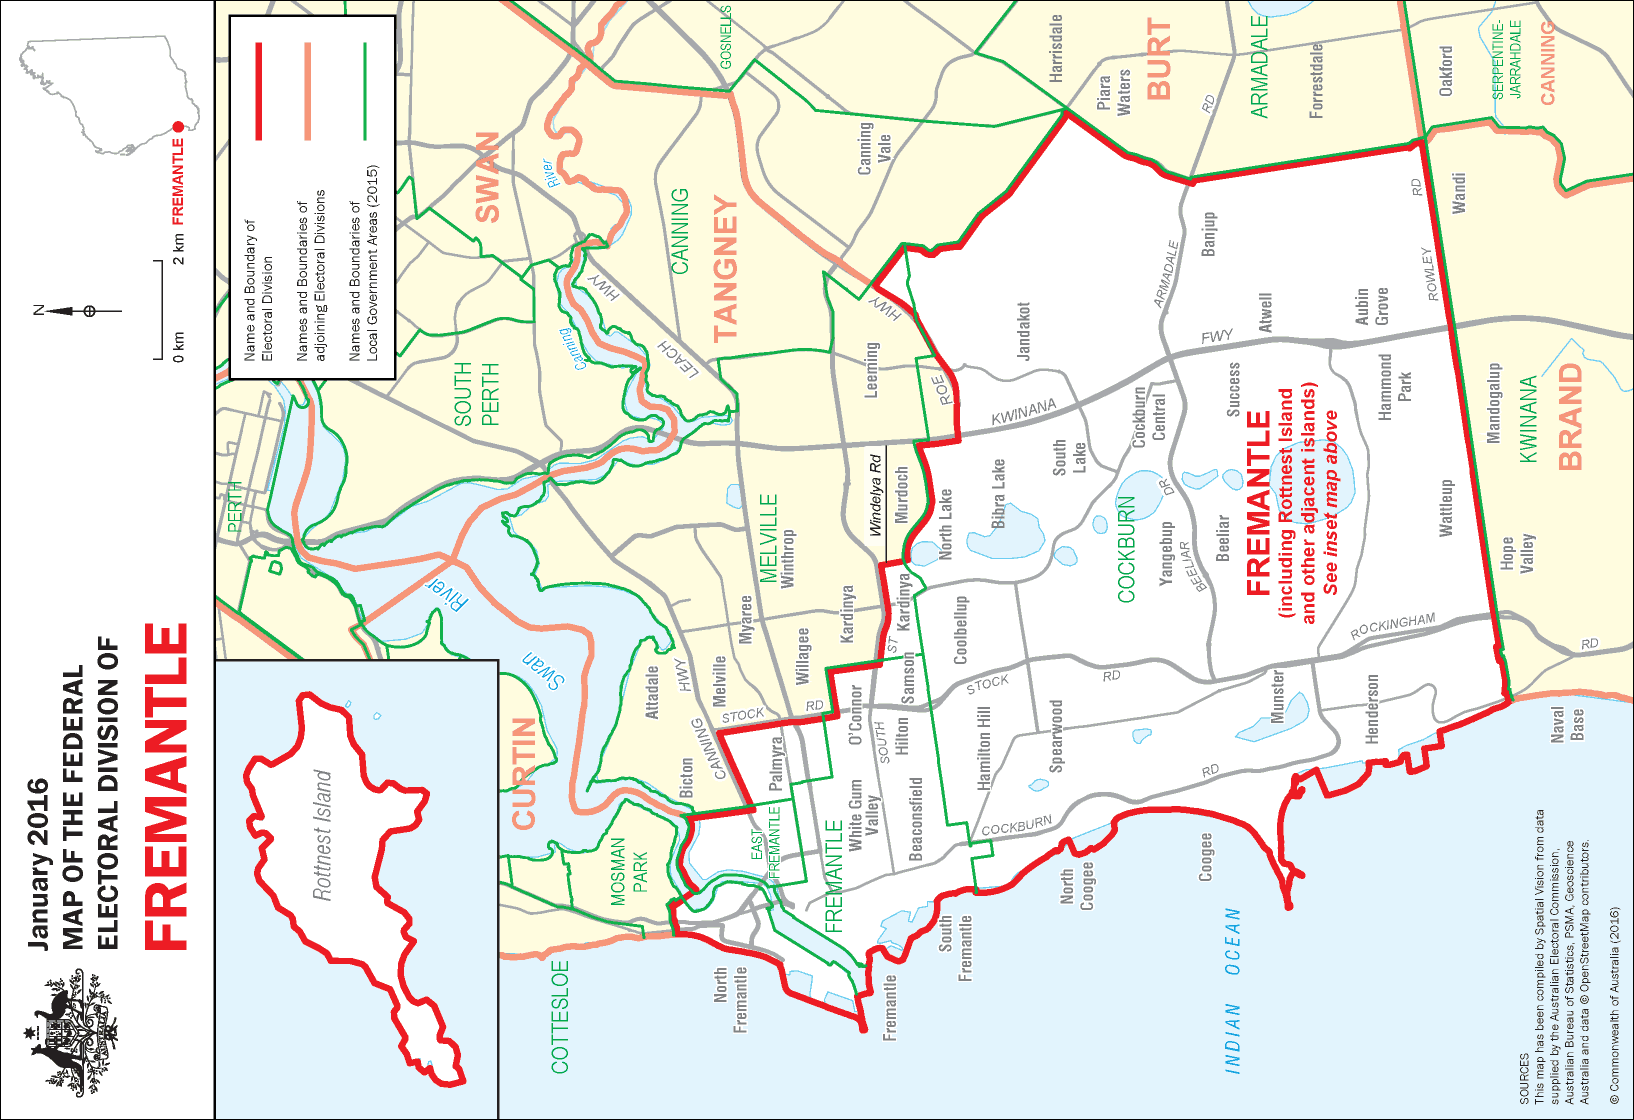 January 2016
MAP OF THE FEDERAL
ELECTORAL DIVISION OF
FREMANTLE
N
0 km
2 km
FREMANTLE
Name and Boundary of
Electoral Division
Names and Boundaries of
adjoining Electoral Divisions
Names and Boundaries of
Local Government Areas (2015)
Rottnest Island
PERTH
SOUTH
PERTH
SWAN
River
Canning
HWY
LEACH
CANNING
TANGNEY
GOSNELLS
River
Swan
CURTIN
MOSMAN
PARK
COTTESLOE
Attadale
HWY
CANNING
Bicton
Melville
Myaree
MELVILLE
Winthrop
Willagee
STOCK
RD
Palmyra
EAST
FREMANTLE
FREMANTLE
North
Fremantle
Fremantle
White Gum
Valley
O'Connor
SOUTH
ST
Hilton
Samson
Beaconsfield
South
Fremantle
Kardinya
Kardinya
Windelya Rd
Murdoch
Leeming
Canning
Vale
HWY
ROE
North Lake
Bibra Lake
Coolbellup
Hamilton Hill
STOCK
RD
Spearwood
COCKBURN
RD
North
Coogee
Coogee
KWINANA
FWY
Jandakot
South
Lake
Cockburn
Central
COCKBURN
Yangebup
BEELIAR
DR
Beeliar
Success
ARMADALE
RD
Banjup
Atwell
Aubin
Grove
Hammond
Park
FREMANTLE
(including Rottnest Island
and other adjacent islands)
See inset map above
Munster
Henderson
ROCKINGHAM
RD
Wattleup
ROWLEY
RD
Harrisdale
Piara
Waters
BURT
ARMADALE
Forrestdale
Oakford
SERPENTINE-
JARRAHDALE
CANNING
Wandi
Mandogalup
KWINANA
BRAND
Hope
Valley
Naval
Base
INDIAN OCEAN
SOURCES
This map has been compiled by Spatial Vision from data
supplied by the Australian Electoral Commission,
Australian Bureau of Statistics, PSMA, Geoscience
Australia and data © OpenStreetMap contributors.
© Commonwealth of Australia (2016)